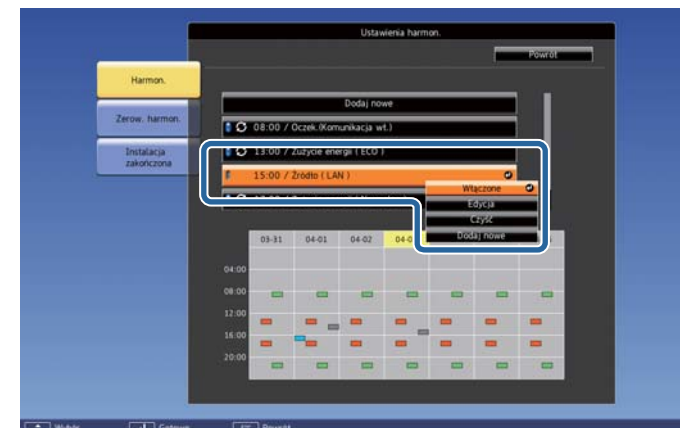 Ustawienia harmon.
Powrót
Harmon.
Zerow. harmon.
Instalacja
zakończona
Dodaj nowe
08:00 / Oczek.(Komunikacja wł.)
13:00 / Zużycie energii ( ECO )
15:00 / Źródło ( LAN )
Włączone
Edycja
Czyść
Dodaj nowe
03-31 04-01 04-02
04:00
08:00
12:00
16:00
20:00
Powrót